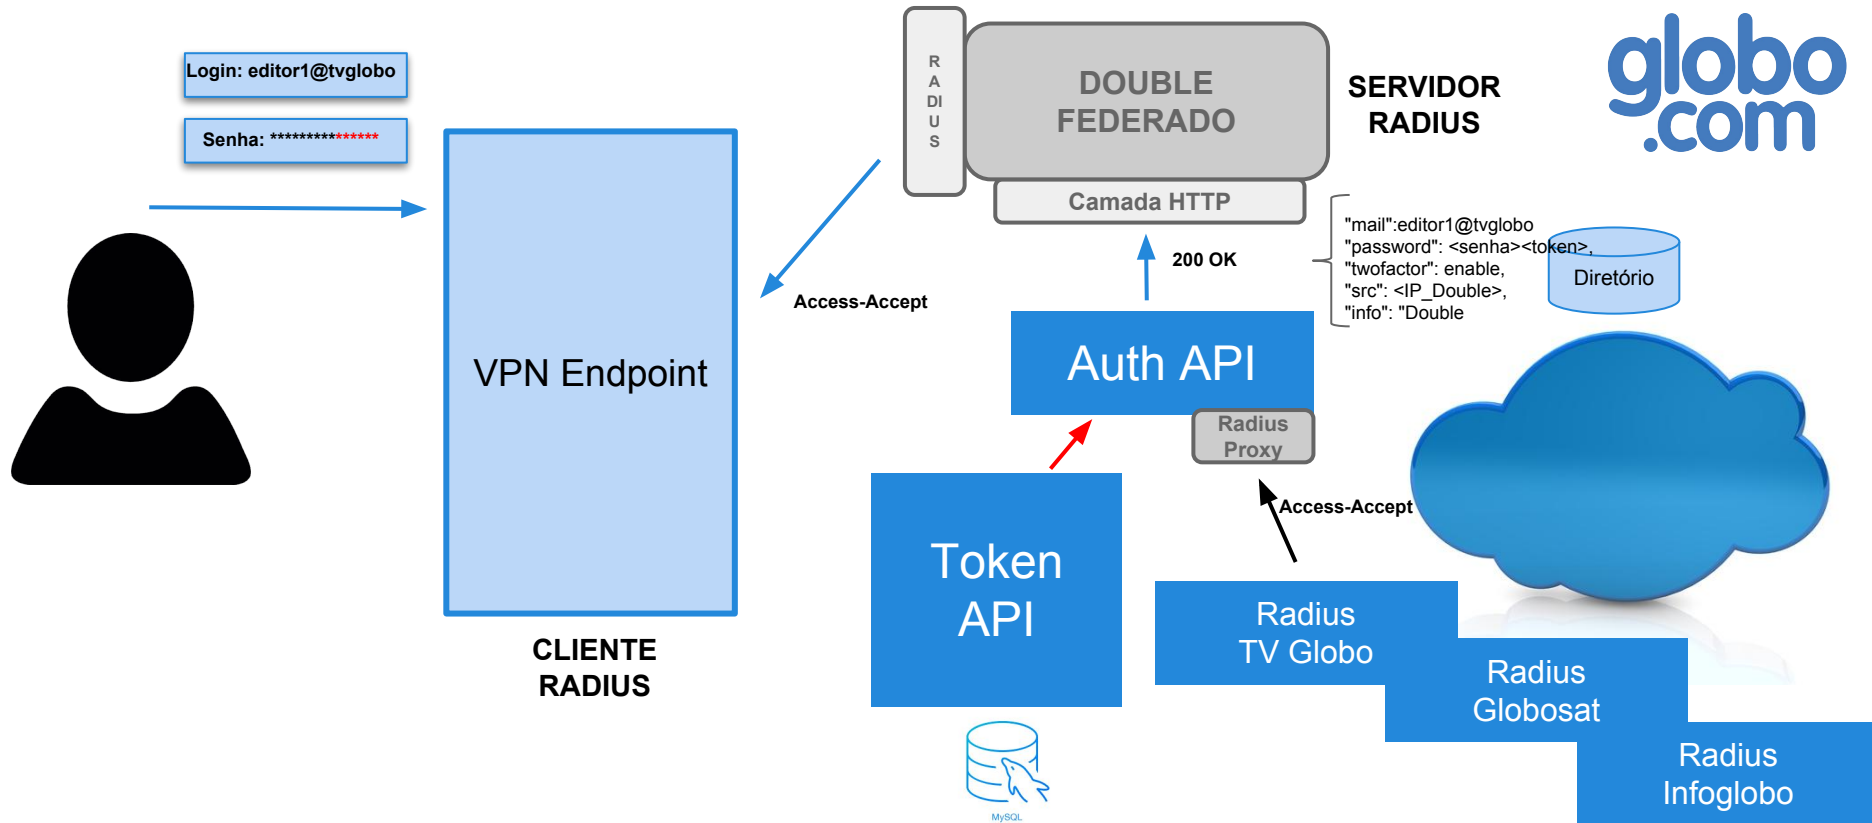 Login: editor1@tvglobo
Senha: ***************
VPN Endpoint
CLIENTE
RADIUS
R
A
DI
U
S
DOUBLE
FEDERADO
Camada HTTP
SERVIDOR
RADIUS
globo
.com
200 OK
"mail":editor1@tvglobo
"password": <senha><token>,
"twofactor": enable,
"src": <IP_Double>,
"info": "Double
Diretório
Access-Accept
Auth API
Radius
Proxy
Access-Accept
Token
API
MySQL
Radius
TV Globo
Radius
Globosat
Radius
Infoglobo